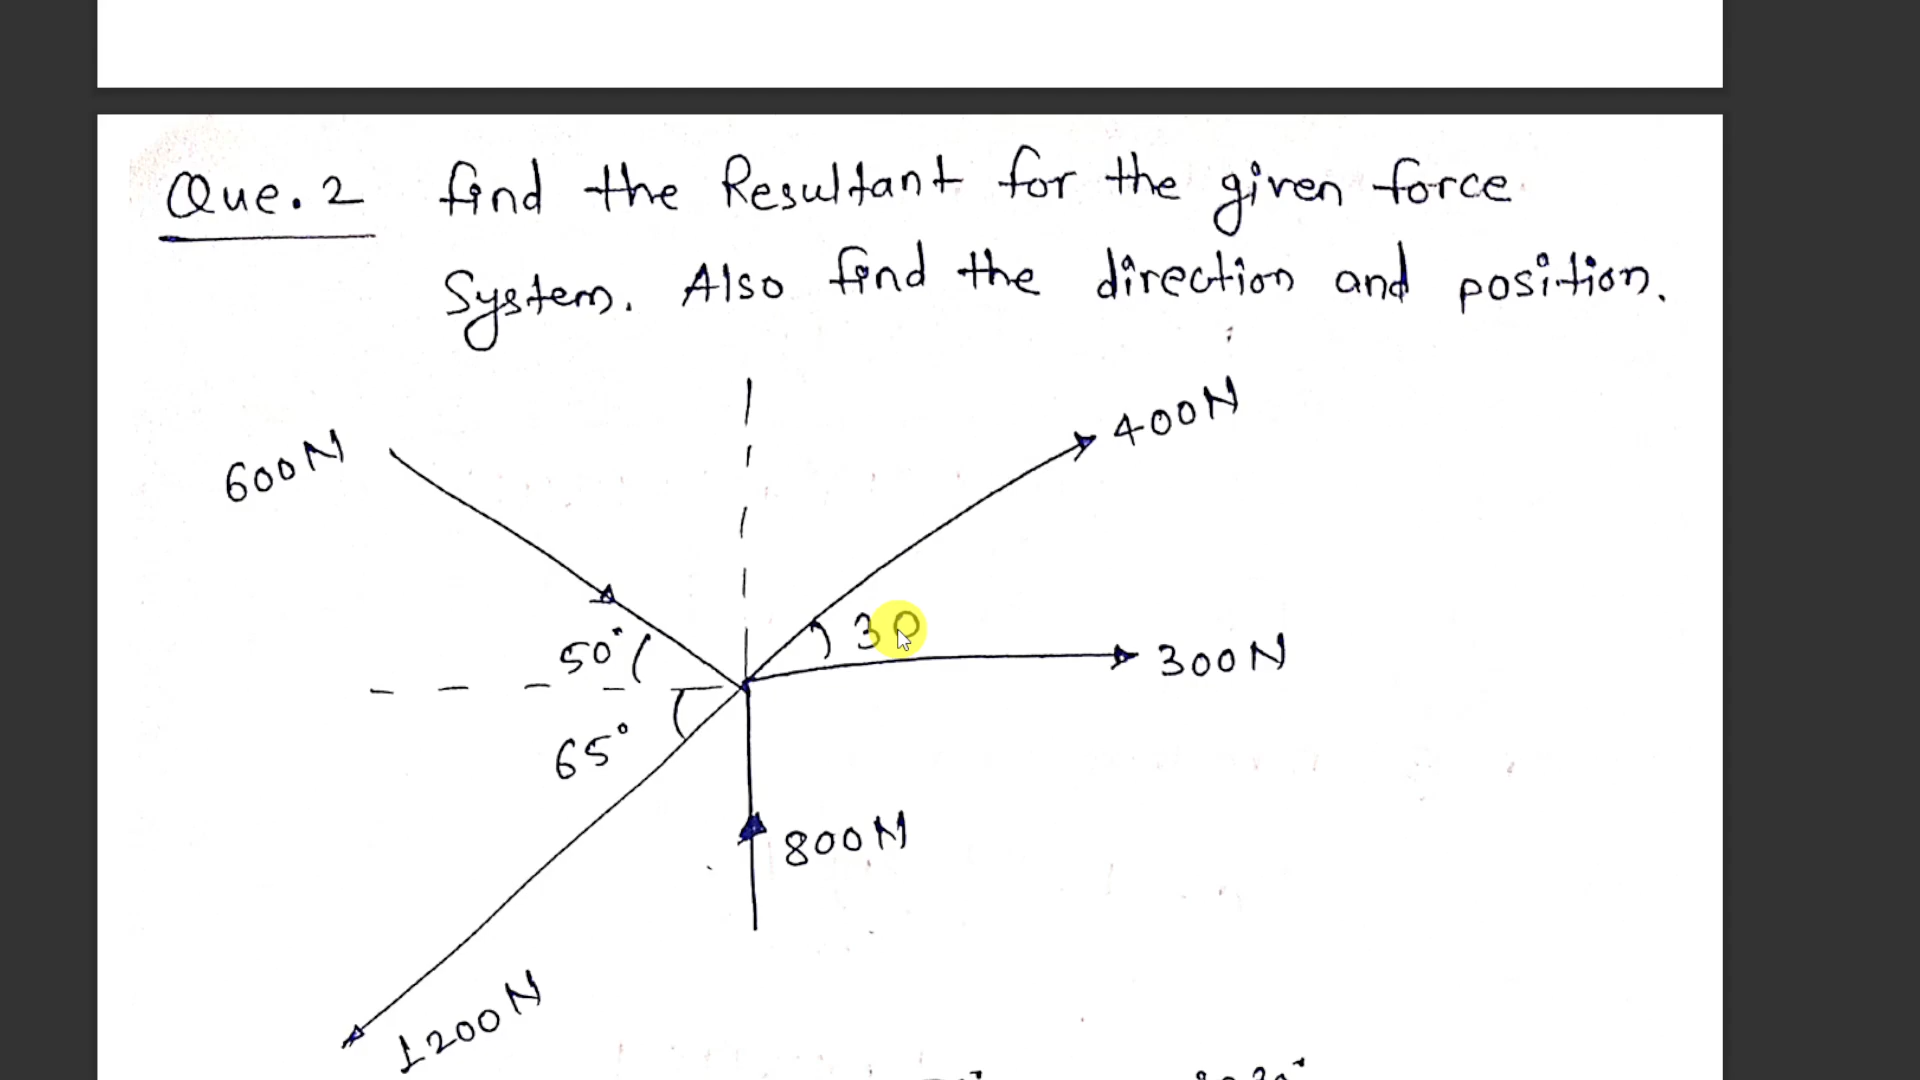 Que. 2 find the Resultant for the given force
System. Also find the direction and position.
400N
600N
30
50°
300N
65°
800N
1200N